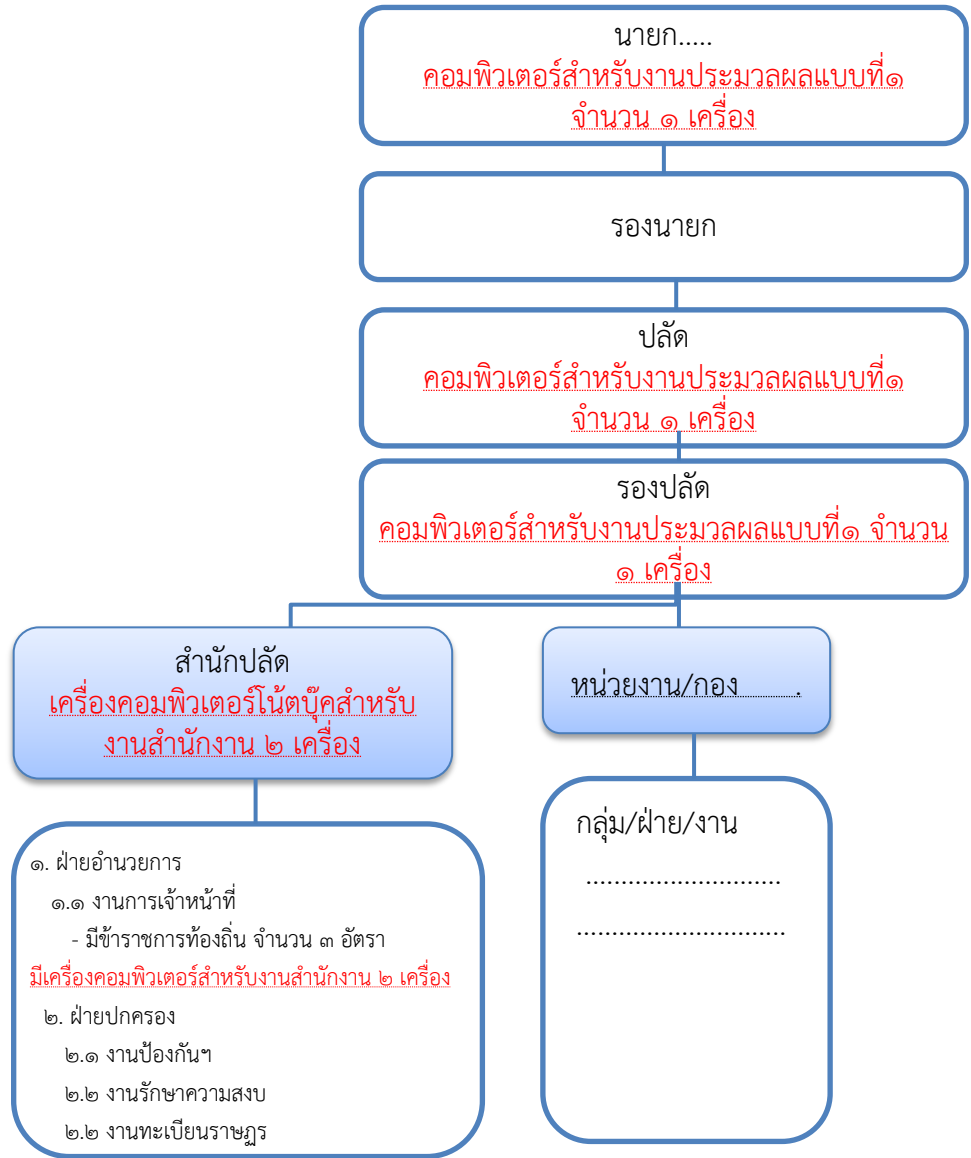 นายก.....
คอมพิวเตอร์สำหรับงานประมวลผลแบบที่๑
จำนวน ๑ เครื่อง
รองนายก
ปลัด
คอมพิวเตอร์สำหรับงานประมวลผลแบบที่๑
จำนวน ๑ เครื่อง
รองปลัด
คอมพิวเตอร์สำหรับงานประมวลผลแบบที่๑ จำนวน
๑ เครื่อง
สำนักปลัด
เครื่องคอมพิวเตอร์โน้ตบุ๊คสำหรับ
งานสำนักงาน ๒ เครื่อง
หน่วยงาน/กอง .
๑. ฝ่ายอำนวยการ
๑.๑ งานการเจ้าหน้าที่
- มีข้าราชการท้องถิ่น จำนวน ๓ อัตรา
มีเครื่องคอมพิวเตอร์สำหรับงานสำนักงาน ๒ เครื่อง
๒. ฝ่ายปกครอง
๒.๑ งานป้องกันฯ
๒.๒ งานรักษาความสงบ
๒.๒ งานทะเบียนราษฎร
กลุ่ม/ฝ่าย/งาน
............................
..............................